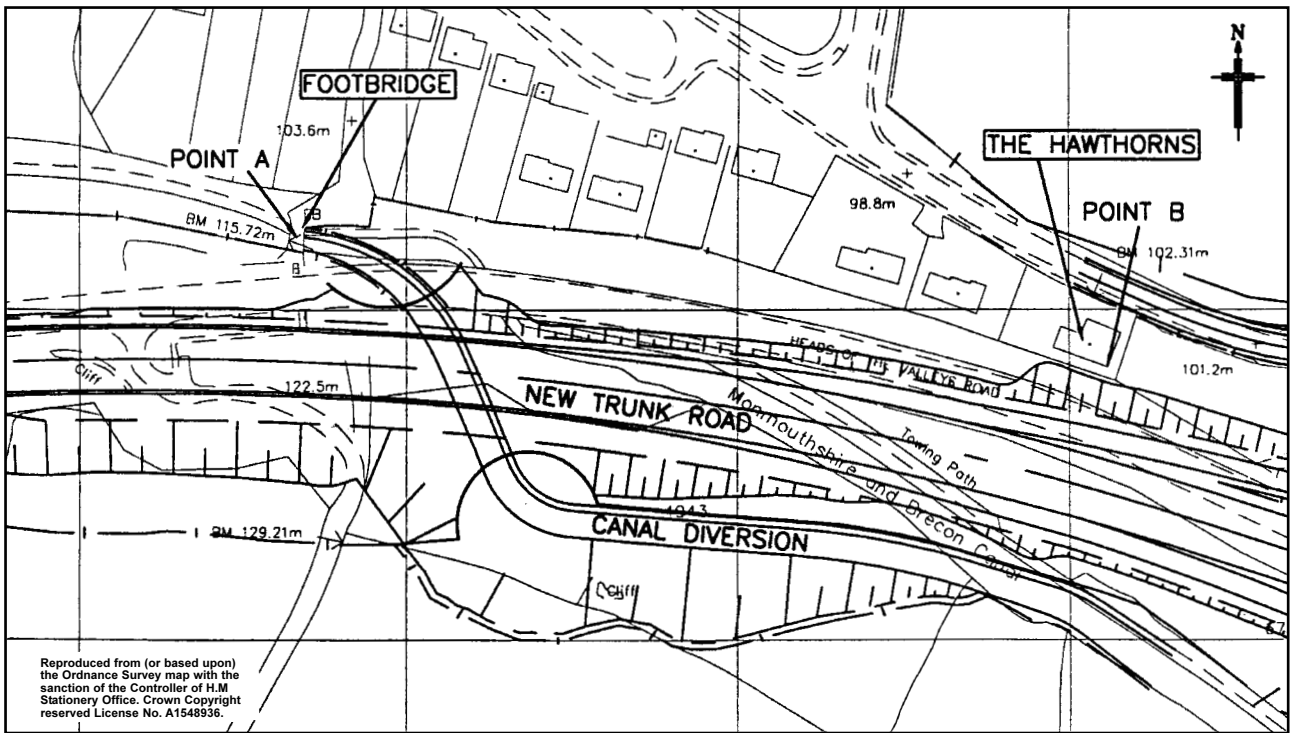 N
FOOTBRIDGE
103.6m
THE HAWTHORNS
POINT A
98.8m
POINT B
BM 115.72m
BM 102.31m
HEADS OF THE VALLEYE ROAD
101.2m
Cliff
122.5m
NEW TRUNK ROAD
Monmouthshire and Brecon Canal
Towing Path
4943
BM 129.21m
CANAL DIVERSION
Cliff
Reproduced from (or based upon)
the Ordnance Survey map with the
sanction of the Controller of H.M
Stationery Office. Crown Copyright
reserved License No. A1548936.